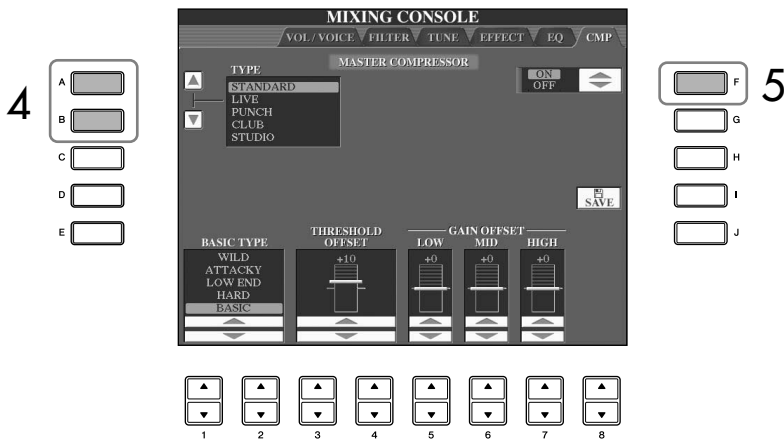 MIXING CONSOLE
VOL / VOICE FILTER TUNE EFFECT EQ CMP
MASTER COMPRESSOR
TYPE
STANDARD
LIVE
PUNCH
CLUB
STUDIO
ON
OFF
4
A
B
C
D
E
5
F
G
H
I
J
SAVE
BASIC TYPE
WILD
ATTACKY
LOW END
HARD
BASIC
THRESHOLD
OFFSET
+10
GAIN OFFSET
LOW MID HIGH
+0 +0 +0
1 2 3 4 5 6 7 8